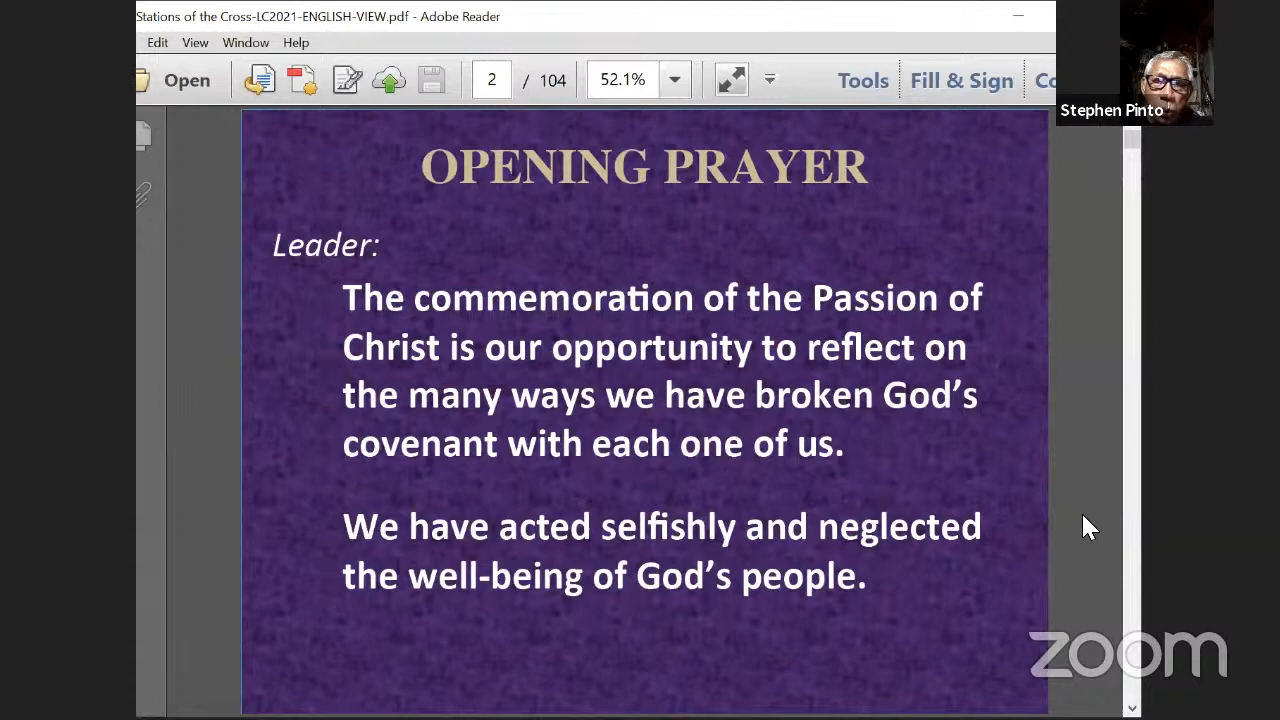 Stations of the Cross-LC2021-ENGLISH-VIEW.pdf - Adobe Reader
Edit View Window Help
Open 2 / 104 52.1% Tools Fill & Sign Co
Stephen Pinto
OPENING PRAYER
Leader:
The commemoration of the Passion of
Christ is our opportunity to reflect on
the many ways we have broken God’s
covenant with each one of us.
We have acted selfishly and neglected
the well-being of God’s people.
zoom